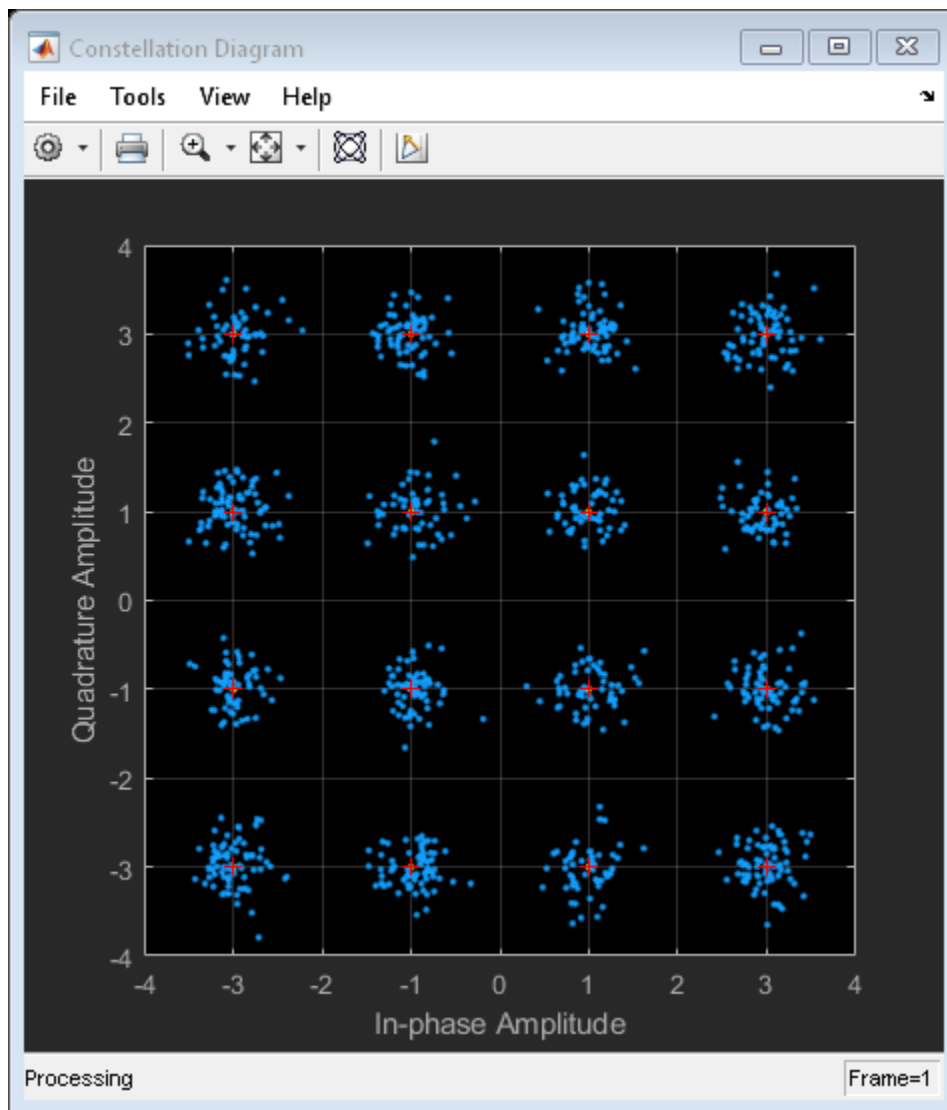 Constellation Diagram
File Tools View Help
4
3
2
1
0
-1
-2
-3
-4
Quadrature Amplitude
-4 -3 -2 -1 0 1 2 3 4
In-phase Amplitude
Processing Frame=1